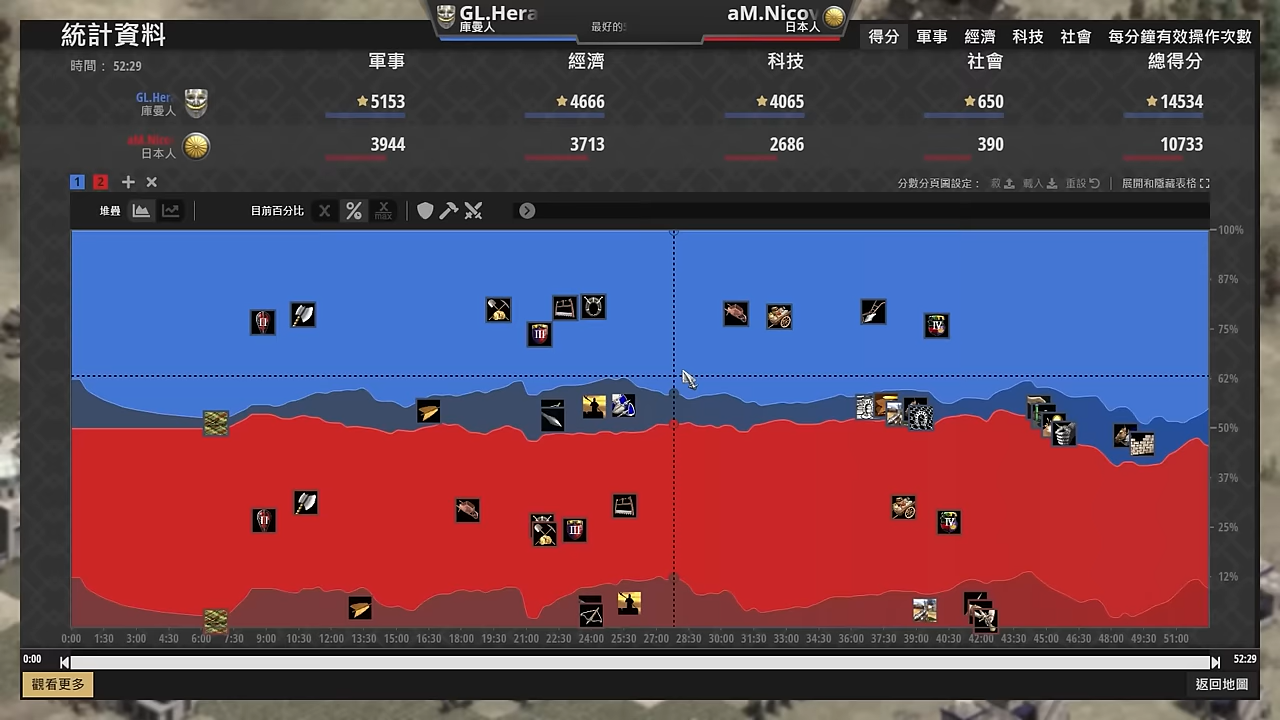 GL.Hera
庫曼人
最好的
aM.Nicov
日本人
統計資料
得分 軍事 經濟 科技 社會 每分鐘有效操作次數
時間： 52:29
軍事 經濟 科技 社會 總得分
GL.Her
庫曼人
5153 4666 4065 650 14534
aM.Nico
日本人
3944 3713 2686 390 10733
1 2
分數分頁圖設定： 載入 重設 展開和隱藏表格
堆疊 目前百分比 X % X max
100%
87%
75%
62%
50%
37%
25%
12%
II III IV
II III IV
0:00 1:30 3:00 4:30 6:00 7:30 9:00 10:30 12:00 13:30 15:00 16:30 18:00 19:30 21:00 22:30 24:00 25:30 27:00 28:30 30:00 31:30 33:00 34:30 36:00 37:30 39:00 40:30 42:00 43:30 45:00 46:30 48:00 49:30 51:00
0:00 52:29
觀看更多 返回地圖